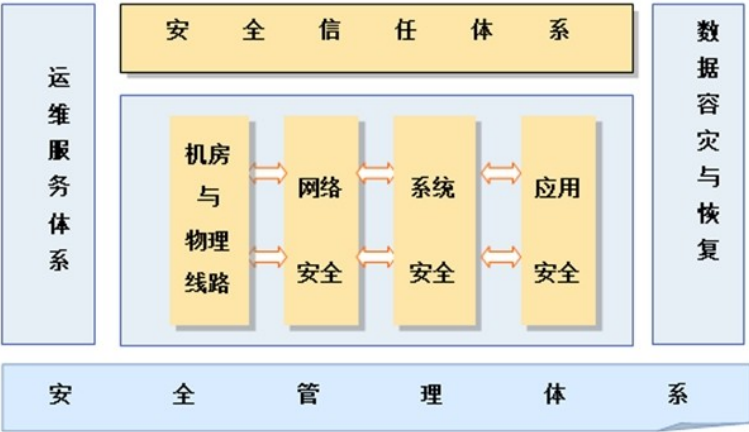 安全信任体系
运维服务体系
机房
与
物理
线路
网络
安全
系统
安全
应用
安全
数据容灾与恢复
安全管理体系